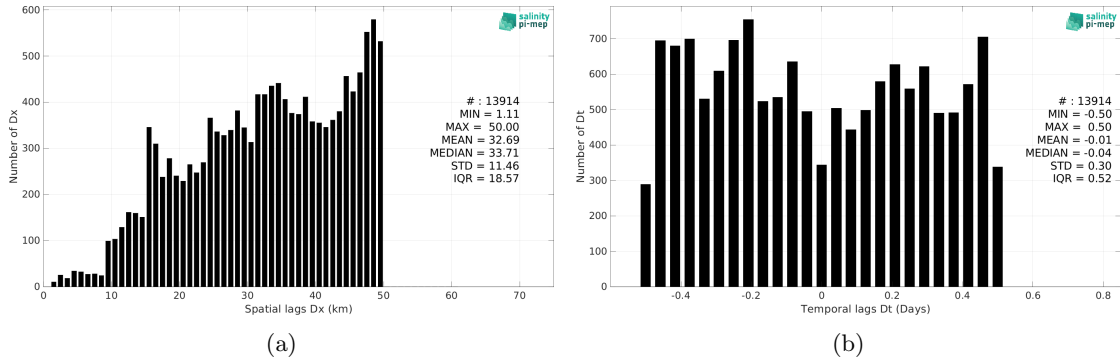 600
500
400
300
200
100
0
Number of Dx
salinity
pi-mep
# : 13914
MIN = 1.11
MAX = 50.00
MEAN = 32.69
MEDIAN = 33.71
STD = 11.46
IQR = 18.57
0 10 20 30 40 50 60 70
Spatial lags Dx (km)
(a)
700
600
500
400
300
200
100
0
Number of Dt
salinity
pi-mep
# : 13914
MIN = -0.50
MAX = 0.50
MEAN = -0.01
MEDIAN = -0.04
STD = 0.30
IQR = 0.52
-0.4 -0.2 0 0.2 0.4 0.6 0.8
Temporal lags Dt (Days)
(b)